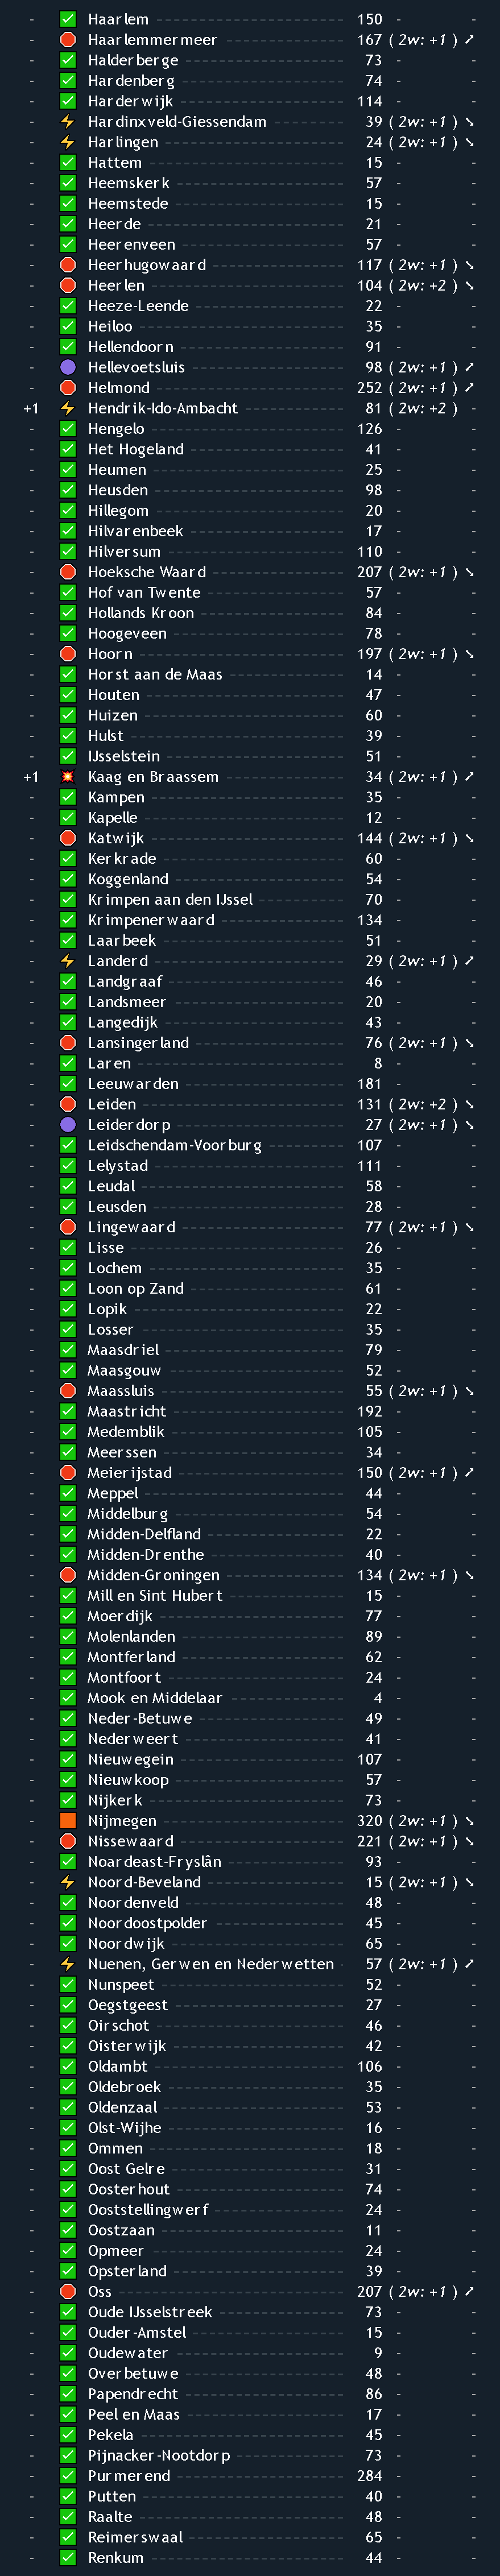 - ✅ Haarlem 150 - -
- 🛑 Haarlemmermeer 167 ( 2w: +1 ) ➚
- ✅ Halderberge 73 - -
- ✅ Hardenberg 74 - -
- ✅ Harderwijk 114 - -
- ⚡ Hardinxveld-Giessendam 39 ( 2w: +1 ) ➘
- ⚡ Harlingen 24 ( 2w: +1 ) ➘
- ✅ Hattem 15 - -
- ✅ Heemskerk 57 - -
- ✅ Heemstede 15 - -
- ✅ Heerde 21 - -
- ✅ Heerenveen 57 - -
- 🛑 Heerhugowaard 117 ( 2w: +1 ) ➘
- 🛑 Heerlen 104 ( 2w: +2 ) ➘
- ✅ Heeze-Leende 22 - -
- ✅ Heiloo 35 - -
- ✅ Hellendoorn 91 - -
- 🟣 Hellevoetsluis 98 ( 2w: +1 ) ➚
- 🛑 Helmond 252 ( 2w: +1 ) ➚
+1 ⚡ Hendrik-Ido-Ambacht 81 ( 2w: +2 ) -
- ✅ Hengelo 126 - -
- ✅ Het Hogeland 41 - -
- ✅ Heumen 25 - -
- ✅ Heusden 98 - -
- ✅ Hillegom 20 - -
- ✅ Hilvarenbeek 17 - -
- ✅ Hilversum 110 - -
- 🛑 Hoeksche Waard 207 ( 2w: +1 ) ➘
- ✅ Hof van Twente 57 - -
- ✅ Hollands Kroon 84 - -
- ✅ Hoogeveen 78 - -
- 🛑 Hoorn 197 ( 2w: +1 ) ➘
- ✅ Horst aan de Maas 14 - -
- ✅ Houten 47 - -
- ✅ Huizen 60 - -
- ✅ Hulst 39 - -
- ✅ IJsselstein 51 - -
+1 💥 Kaag en Braassem 34 ( 2w: +1 ) ➚
- ✅ Kampen 35 - -
- ✅ Kapelle 12 - -
- 🛑 Katwijk 144 ( 2w: +1 ) ➘
- ✅ Kerkrade 60 - -
- ✅ Koggenland 54 - -
- ✅ Krimpen aan den IJssel 70 - -
- ✅ Krimpenerwaard 134 - -
- ✅ Laarbeek 51 - -
- ⚡ Landerd 29 ( 2w: +1 ) ➚
- ✅ Landgraaf 46 - -
- ✅ Landsmeer 20 - -
- ✅ Langedijk 43 - -
- 🛑 Lansingerland 76 ( 2w: +1 ) ➘
- ✅ Laren 8 - -
- ✅ Leeuwarden 181 - -
- 🛑 Leiden 131 ( 2w: +2 ) ➘
- 🟣 Leiderdorp 27 ( 2w: +1 ) ➘
- ✅ Leidschendam-Voorburg 107 - -
- ✅ Lelystad 111 - -
- ✅ Leudal 58 - -
- ✅ Leusden 28 - -
- 🛑 Lingewaard 77 ( 2w: +1 ) ➘
- ✅ Lisse 26 - -
- ✅ Lochem 35 - -
- ✅ Loon op Zand 61 - -
- ✅ Lopik 22 - -
- ✅ Losser 35 - -
- ✅ Maasdriel 79 - -
- ✅ Maasgouw 52 - -
- 🛑 Maassluis 55 ( 2w: +1 ) ➘
- ✅ Maastricht 192 - -
- ✅ Medemblik 105 - -
- ✅ Meerssen 34 - -
- 🛑 Meierijstad 150 ( 2w: +1 ) ➚
- ✅ Meppel 44 - -
- ✅ Middelburg 54 - -
- ✅ Midden-Delfland 22 - -
- ✅ Midden-Drenthe 40 - -
- 🛑 Midden-Groningen 134 ( 2w: +1 ) ➘
- ✅ Mill en Sint Hubert 15 - -
- ✅ Moerdijk 77 - -
- ✅ Molenlanden 89 - -
- ✅ Montferland 62 - -
- ✅ Montfoort 24 - -
- ✅ Mook en Middelaar 4 - -
- ✅ Neder-Betuwe 49 - -
- ✅ Nederweert 41 - -
- ✅ Nieuwegein 107 - -
- ✅ Nieuwkoop 57 - -
- ✅ Nijkerk 73 - -
- 🟧 Nijmegen 320 ( 2w: +1 ) ➘
- 🛑 Nissewaard 221 ( 2w: +1 ) ➘
- ✅ Noardeast-Fryslân 93 - -
- ⚡ Noord-Beveland 15 ( 2w: +1 ) ➘
- ✅ Noordenveld 48 - -
- ✅ Noordoostpolder 45 - -
- ✅ Noordwijk 65 - -
- ⚡ Nuenen, Gerwen en Nederwetten 57 ( 2w: +1 ) ➚
- ✅ Nunspeet 52 - -
- ✅ Oegstgeest 27 - -
- ✅ Oirschot 46 - -
- ✅ Oisterwijk 42 - -
- ✅ Oldambt 106 - -
- ✅ Oldebroek 35 - -
- ✅ Oldenzaal 53 - -
- ✅ Olst-Wijhe 16 - -
- ✅ Ommen 18 - -
- ✅ Oost Gelre 31 - -
- ✅ Oosterhout 74 - -
- ✅ Ooststellingwerf 24 - -
- ✅ Oostzaan 11 - -
- ✅ Opmeer 24 - -
- ✅ Opsterland 39 - -
- 🛑 Oss 207 ( 2w: +1 ) ➚
- ✅ Oude IJsselstreek 73 - -
- ✅ Ouder-Amstel 15 - -
- ✅ Oudewater 9 - -
- ✅ Overbetuwe 48 - -
- ✅ Papendrecht 86 - -
- ✅ Peel en Maas 17 - -
- ✅ Pekela 45 - -
- ✅ Pijnacker-Nootdorp 73 - -
- ✅ Purmerend 284 - -
- ✅ Putten 40 - -
- ✅ Raalte 48 - -
- ✅ Reimerswaal 65 - -
- ✅ Renkum 44 - -